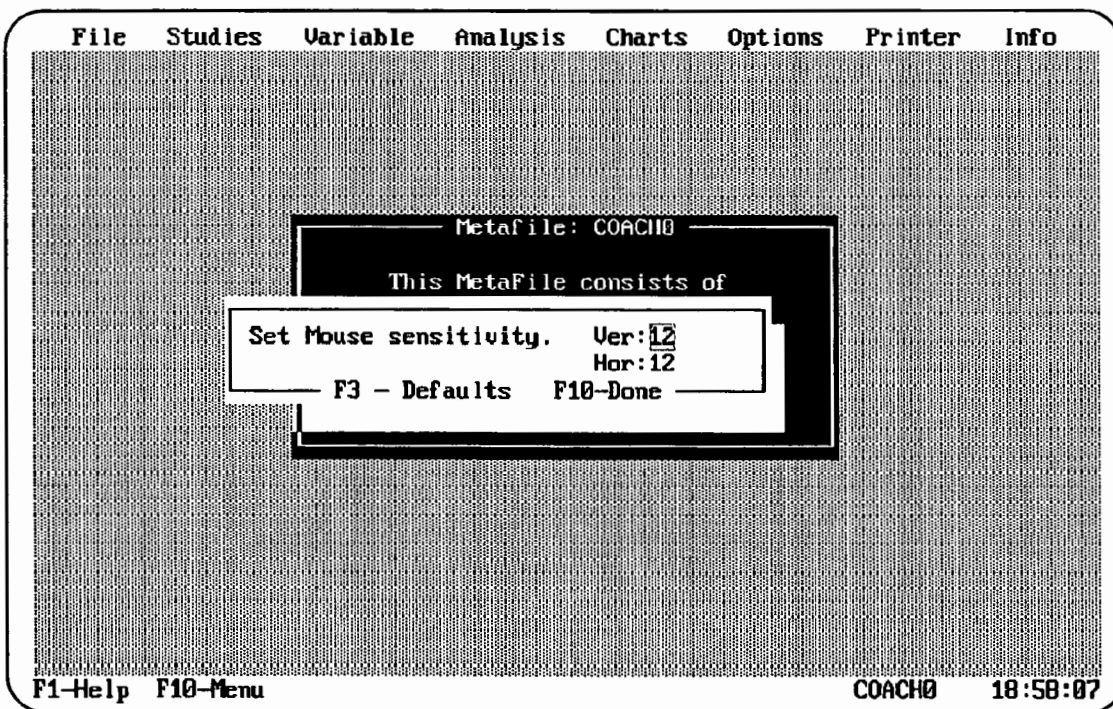 File Studies Variable Analysis Charts Options Printer Info
Metafile: COACH0
This MetaFile consists of
Set Mouse sensitivity. Ver:12
Hor:12
F3 - Defaults F10-Done
F1-Help F10-Menu COACH0 18:58:07